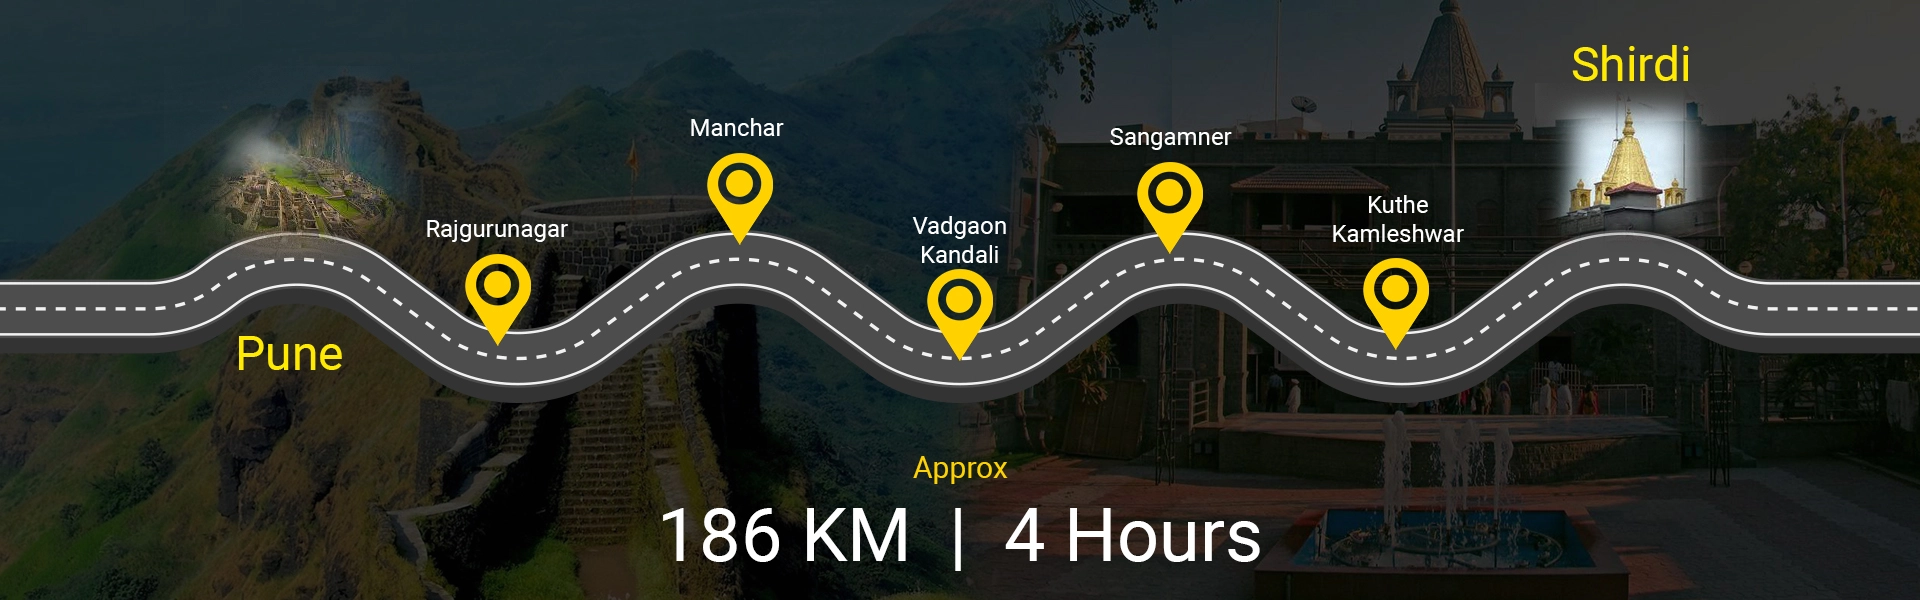 Shirdi
Manchar
Sangamner
Rajgurunagar
Vadgaon
Kandali
Kuthe
Kamleshwar
Pune
Approx
186 KM | 4 Hours